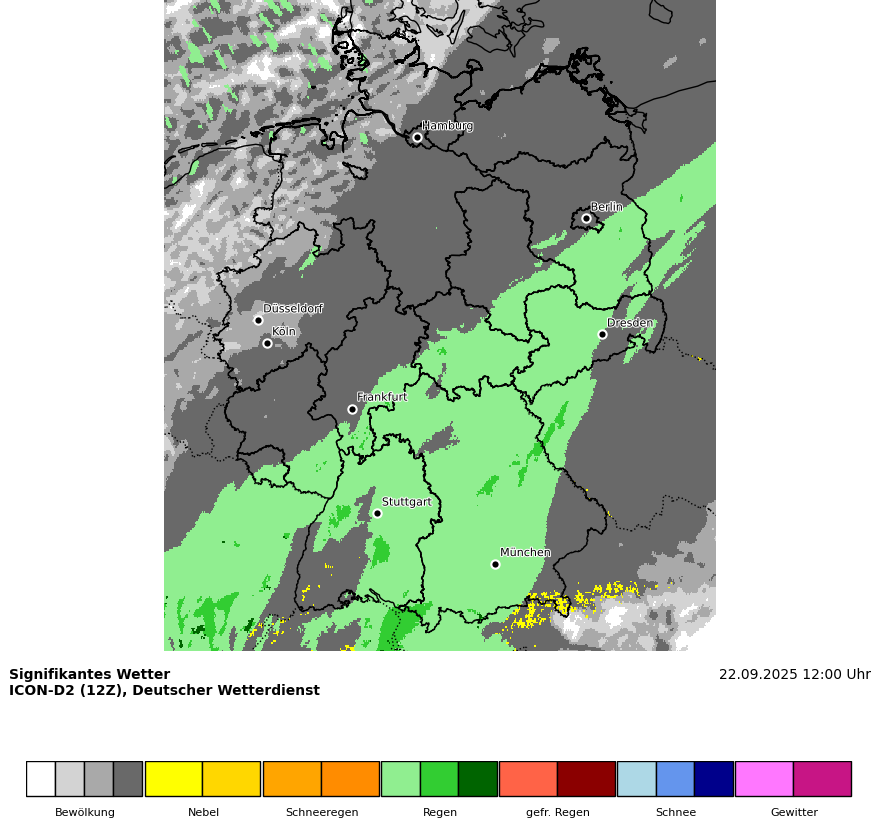 Hamburg
Berlin
Düsseldorf
Köln
Dresden
Frankfurt
Stuttgart
München
Signifikantes Wetter
22.09.2025 12:00 Uhr
ICON-D2 (12Z), Deutscher Wetterdienst
Bewölkung
Nebel
Schneeregen
Regen
gefr. Regen
Schnee
Gewitter